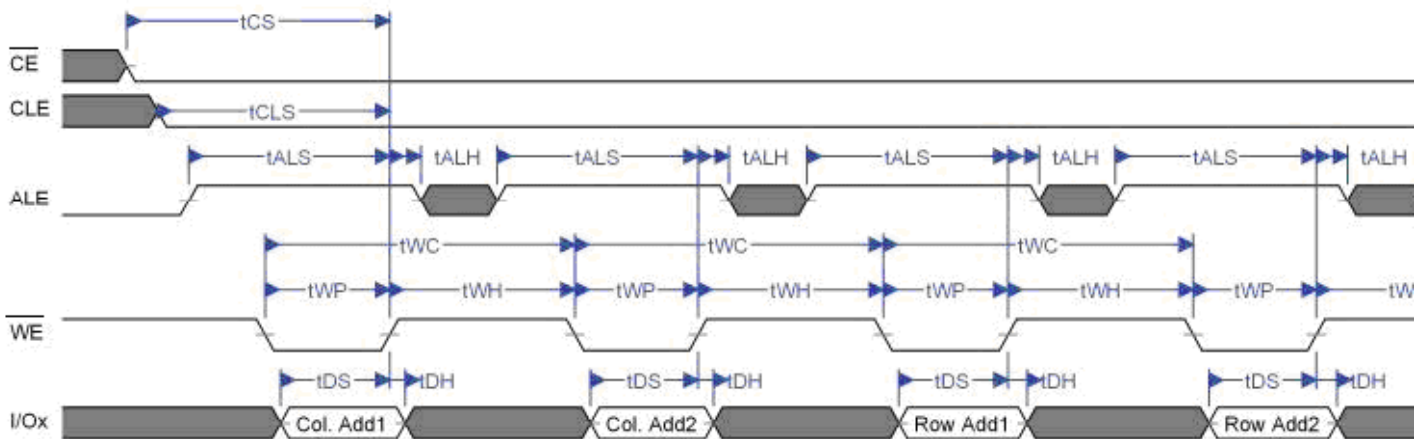 tCS
CE
CLE
tCLS
tALS tALH tALS tALH tALS tALH tALS tALH
ALE
tWC tWC tWC
tWP tWH tWP tWH tWP tWH tWP tW
WE
tDS tDH tDS tDH tDS tDH tDS tDH
I/Ox Col. Add1 Col. Add2 Row Add1 Row Add2